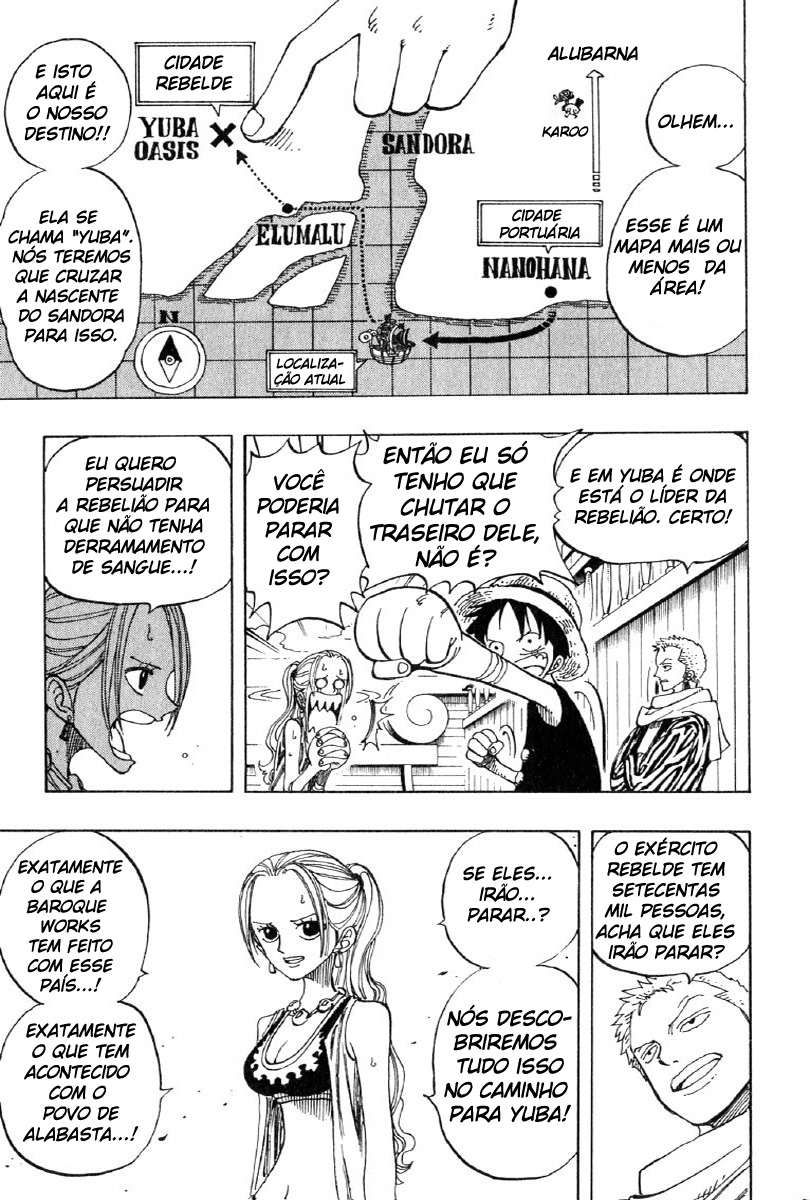 OLHEM...
ESSE É UM
MAPA MAIS OU
MENOS DA
ÁREA!
ALUBARNA
KAROO
CIDADE
PORTUÁRIA
NANOHANA
SANDORA
CIDADE
REBELDE
YUBA
OASIS
ELUMALU
LOCALIZA-
ÇÃO ATUAL
N
E ISTO
AQUI É
O NOSSO
DESTINO!!
ELA SE
CHAMA "YUBA".
NÓS TEREMOS
QUE CRUZAR
A NASCENTE
DO SANDORA
PARA ISSO.
E EM YUBA É ONDE
ESTÁ O LÍDER DA
REBELIÃO. CERTO!
ENTÃO EU SÓ
TENHO QUE
CHUTAR O
TRASEIRO DELE,
NÃO É?
VOCÊ
PODERIA
PARAR
COM
ISSO?
EU QUERO
PERSUADIR
A REBELIÃO PARA
QUE NÃO TENHA
DERRAMAMENTO
DE SANGUE...!
O EXÉRCITO
REBELDE TEM
SETECENTAS
MIL PESSOAS,
ACHA QUE ELES
IRÃO PARAR?
SE ELES...
IRÃO...
PARAR..?
NÓS DESCO-
BRIREMOS
TUDO ISSO
NO CAMINHO
PARA YUBA!
EXATAMENTE
O QUE A
BAROQUE
WORKS
TEM FEITO
COM ESSE
PAÍS...!
EXATAMENTE
O QUE TEM
ACONTECIDO
COM O
POVO DE
ALABASTA...!